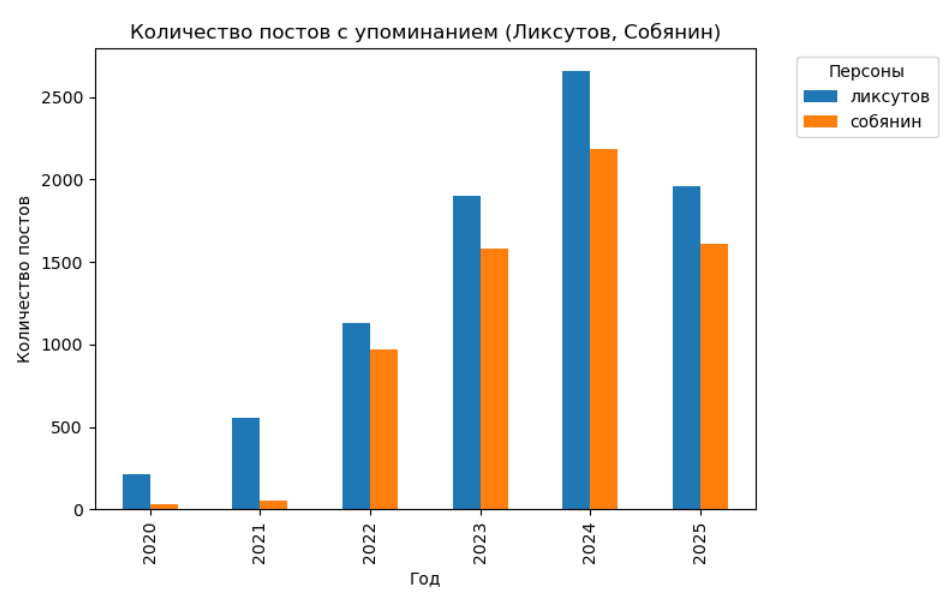 Количество постов с упоминанием (Ликсутов, Собянин)
Персоны
ликсутов
собянин
Количество постов
2500
2000
1500
1000
500
0
2020
2021
2022
2023
2024
2025
Год